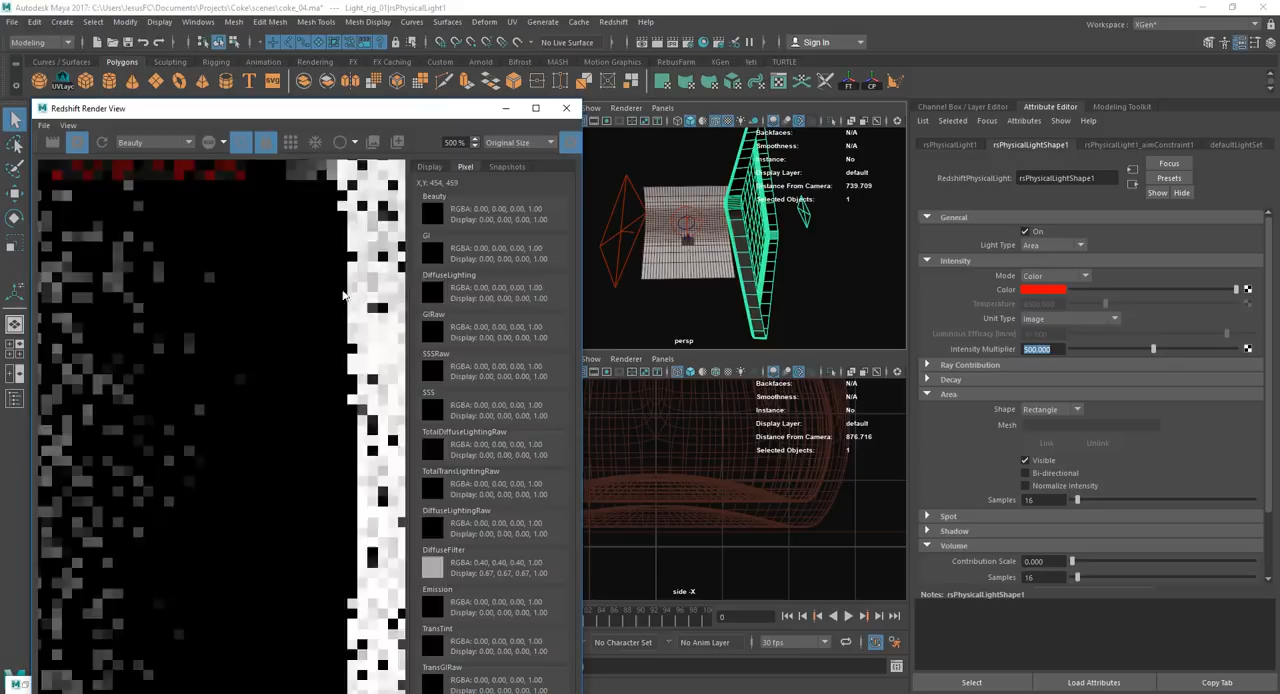 Autodesk Maya 2017: C:\Users\JesusFC\Documents\Projects\Coke\scenes\coke_04.ma* --- Light_rig_01|rsPhysicalLight1
File Edit Create Select Modify Display Windows Mesh Edit Mesh Mesh Tools Mesh Display Curves Surfaces Deform UV Generate Cache Redshift Help
Workspace : XGen*
Modeling No Live Surface Sign In
Curves / Surfaces Polygons Sculpting Rigging Animation Rendering FX FX Caching Custom Arnold Bifrost MASH Motion Graphics RebusFarm XGen Yeti TURTLE
UVLayc T SVG FT CP
Redshift Render View
File View
Beauty 500 % Original Size
Display Pixel Snapshots
X,Y: 454, 459
Beauty
RGBA: 0.00, 0.00, 0.00, 1.00
Display: 0.00, 0.00, 0.00, 1.00
GI
RGBA: 0.00, 0.00, 0.00, 1.00
Display: 0.00, 0.00, 0.00, 1.00
DiffuseLighting
RGBA: 0.00, 0.00, 0.00, 1.00
Display: 0.00, 0.00, 0.00, 1.00
GIRaw
RGBA: 0.00, 0.00, 0.00, 1.00
Display: 0.00, 0.00, 0.00, 1.00
SSSRaw
RGBA: 0.00, 0.00, 0.00, 1.00
Display: 0.00, 0.00, 0.00, 1.00
SSS
RGBA: 0.00, 0.00, 0.00, 1.00
Display: 0.00, 0.00, 0.00, 1.00
TotalDiffuseLightingRaw
RGBA: 0.00, 0.00, 0.00, 1.00
Display: 0.00, 0.00, 0.00, 1.00
TotalTransLightingRaw
RGBA: 0.00, 0.00, 0.00, 1.00
Display: 0.00, 0.00, 0.00, 1.00
DiffuseLightingRaw
RGBA: 0.00, 0.00, 0.00, 1.00
Display: 0.00, 0.00, 0.00, 1.00
DiffuseFilter
RGBA: 0.40, 0.40, 0.40, 1.00
Display: 0.67, 0.67, 0.67, 1.00
Emission
RGBA: 0.00, 0.00, 0.00, 1.00
Display: 0.00, 0.00, 0.00, 1.00
TransTint
RGBA: 0.00, 0.00, 0.00, 1.00
Display: 0.00, 0.00, 0.00, 1.00
TransGIRaw
RGBA: 0.00, 0.00, 0.00, 1.00
Show Renderer Panels
Backfaces: N/A
Smoothness: N/A
Instance: No
Display Layer: default
Distance From Camera: 739.709
Selected Objects: 1
persp
Show Renderer Panels
Backfaces: N/A
Smoothness: N/A
Instance: No
Display Layer: default
Distance From Camera: 876.716
Selected Objects: 1
side -X
82 84 86 88 90 92 94 96 98 100
0
No Character Set No Anim Layer 30 fps
Channel Box / Layer Editor Attribute Editor Modeling Toolkit
List Selected Focus Attributes Show Help
rsPhysicalLight1 rsPhysicalLightShape1 rsPhysicalLight1_aimConstraint1 defaultLightSet
RedshiftPhysicalLight: rsPhysicalLightShape1
Focus
Presets
Show Hide
General
On
Light Type Area
Intensity
Mode Color
Color
Temperature
Unit Type Image
Luminous Efficacy [lm/w]
Intensity Multiplier 500.000
Ray Contribution
Decay
Area
Shape Rectangle
Mesh
Link Unlink
Visible
Bi-directional
Normalize Intensity
Samples 16
Spot
Shadow
Volume
Contribution Scale 0.000
Samples 16
Notes: rsPhysicalLightShape1
Select Load Attributes Copy Tab